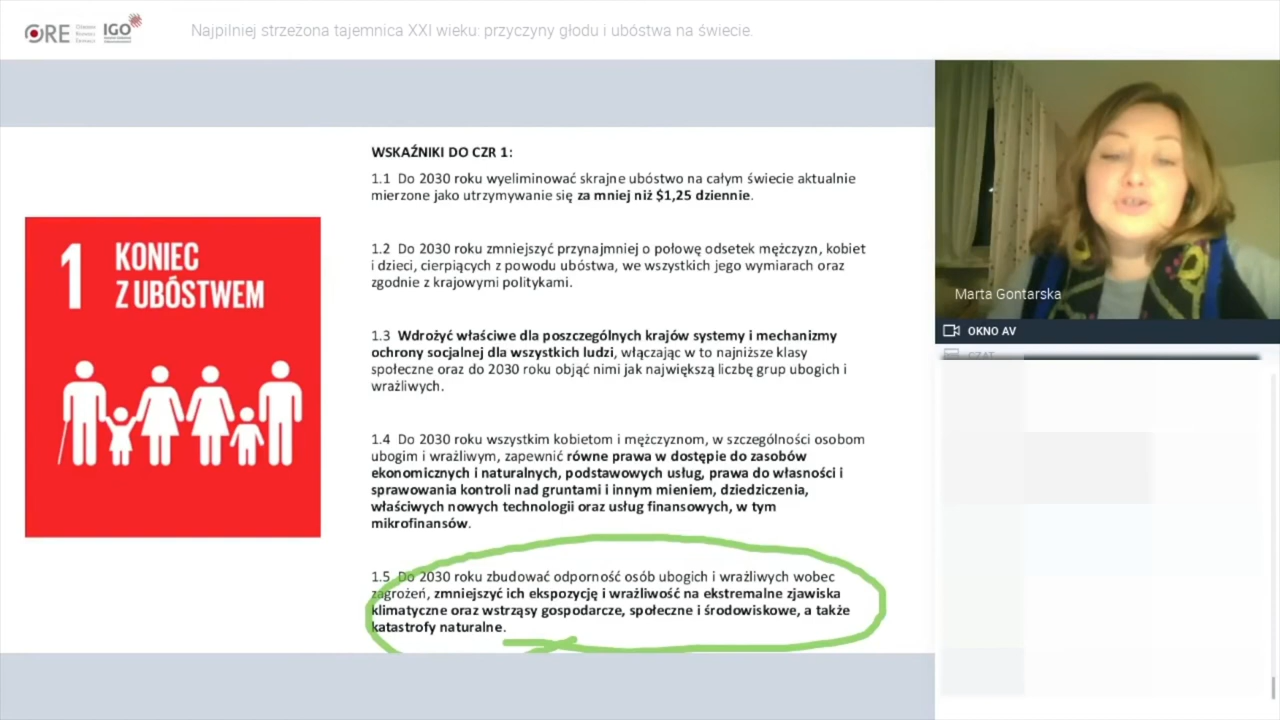 ORE
Ośrodek
Rozwoju
Edukacji
IGO
Najpilniej strzeżona tajemnica XXI wieku: przyczyny głodu i ubóstwa na świecie.
WSKAŹNIKI DO CZR 1:
1.1 Do 2030 roku wyeliminować skrajne ubóstwo na całym świecie aktualnie
mierzone jako utrzymywanie się za mniej niż $1,25 dziennie.
1.2 Do 2030 roku zmniejszyć przynajmniej o połowę odsetek mężczyzn, kobiet
i dzieci, cierpiących z powodu ubóstwa, we wszystkich jego wymiarach oraz
zgodnie z krajowymi politykami.
1.3 Wdrożyć właściwe dla poszczególnych krajów systemy i mechanizmy
ochrony socjalnej dla wszystkich ludzi, włączając w to najniższe klasy
społeczne oraz do 2030 roku objąć nimi jak największą liczbę grup ubogich i
wrażliwych.
1.4 Do 2030 roku wszystkim kobietom i mężczyznom, w szczególności osobom
ubogim i wrażliwym, zapewnić równe prawa w dostępie do zasobów
ekonomicznych i naturalnych, podstawowych usług, prawa do własności i
sprawowania kontroli nad gruntami i innym mieniem, dziedziczenia,
właściwych nowych technologii oraz usług finansowych, w tym
mikrofinansów.
1.5 Do 2030 roku zbudować odporność osób ubogich i wrażliwych wobec
zagrożeń, zmniejszyć ich ekspozycję i wrażliwość na ekstremalne zjawiska
klimatyczne oraz wstrząsy gospodarcze, społeczne i środowiskowe, a także
katastrofy naturalne.
1 KONIEC
Z UBÓSTWEM
Marta Gontarska
OKNO AV
CZAT